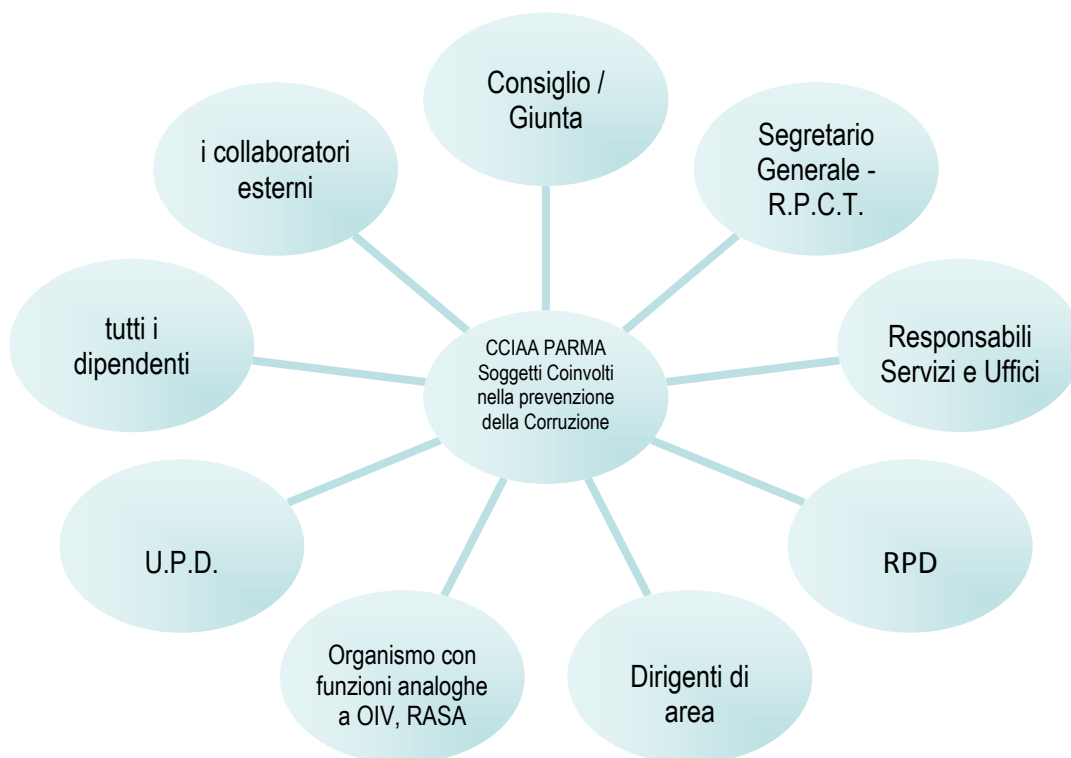 Consiglio /
Giunta
Segretario
Generale -
R.P.C.T.
Responsabili
Servizi e Uffici
RPD
Dirigenti di
area
Organismo con
funzioni analoghe
a OIV, RASA
U.P.D.
tutti i
dipendenti
i collaboratori
esterni
CCIAA PARMA
Soggetti Coinvolti
nella prevenzione
della Corruzione